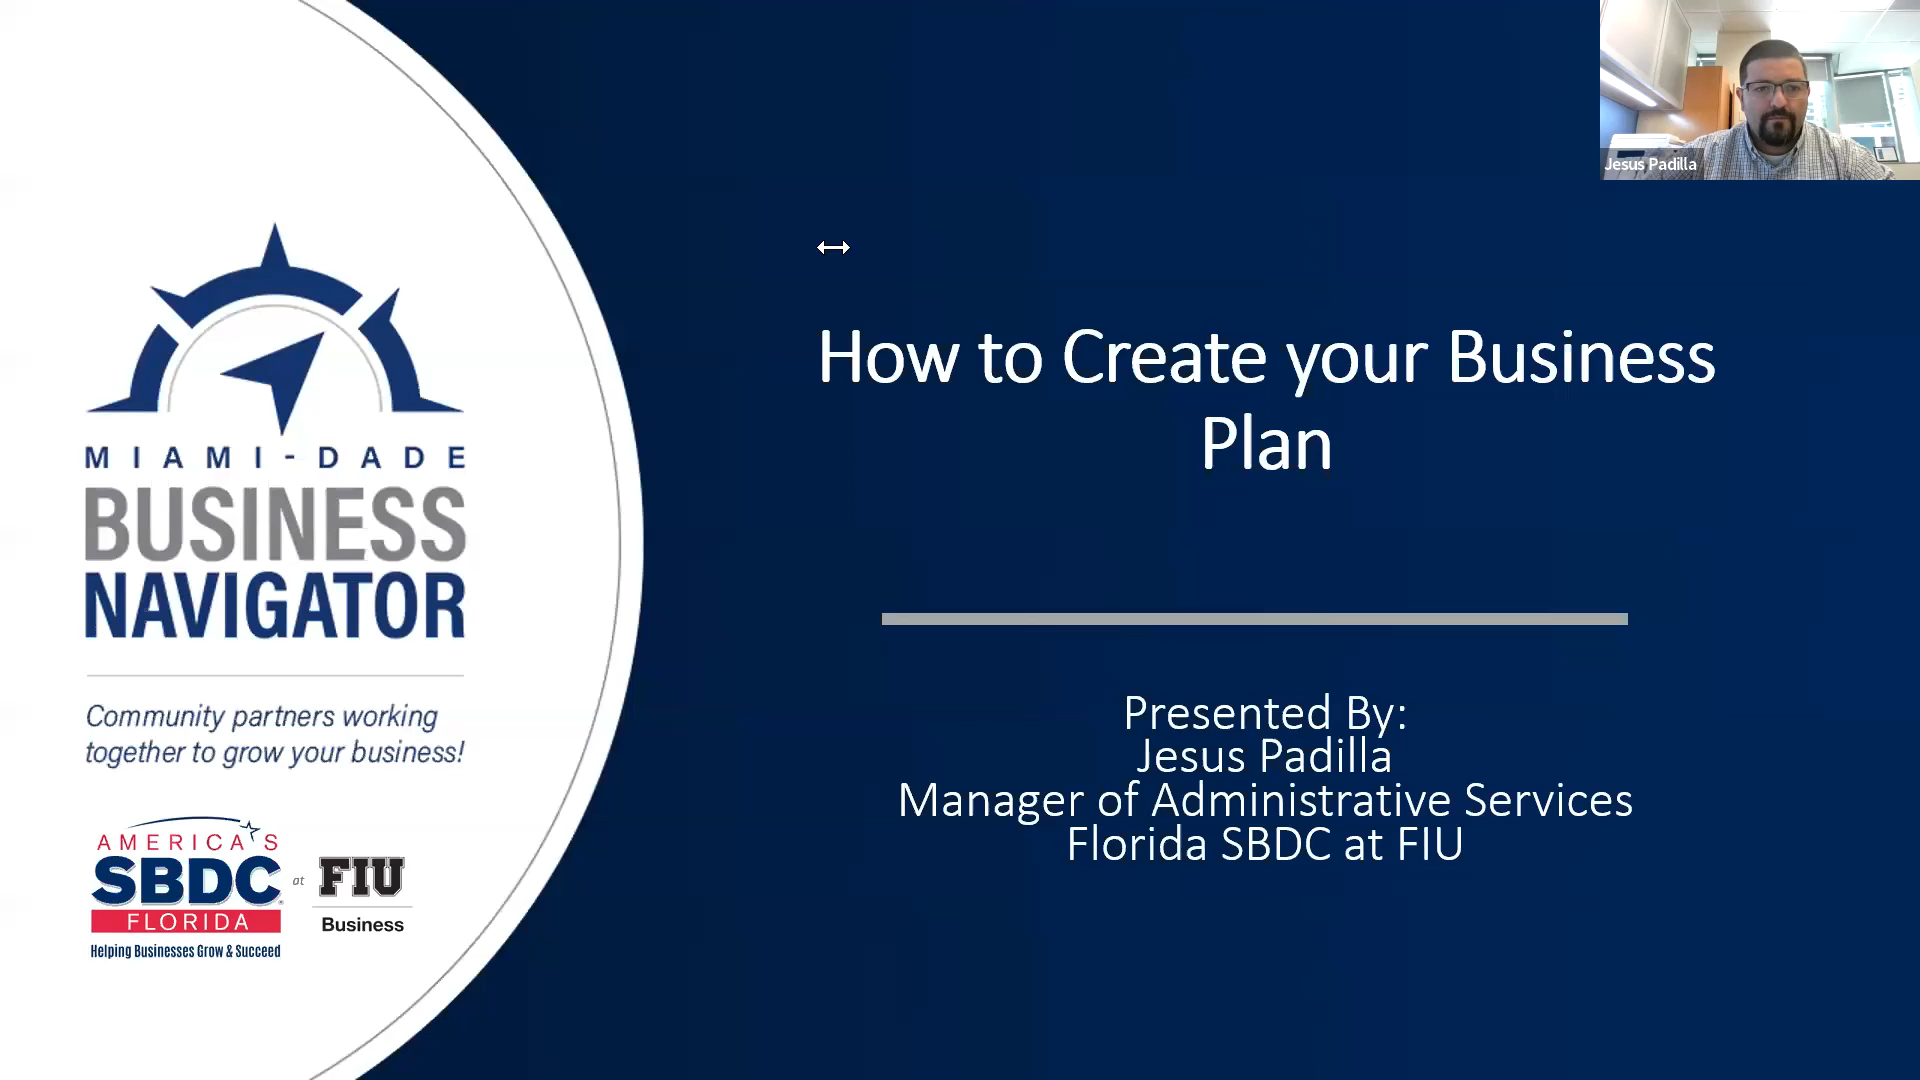 MIAMI-DADE
BUSINESS
NAVIGATOR
Community partners working
together to grow your business!
AMERICA'S
SBDC
FLORIDA
Helping Businesses Grow & Succeed
at
FIU
Business
How to Create your Business
Plan
Presented By:
Jesus Padilla
Manager of Administrative Services
Florida SBDC at FIU
Jesus Padilla